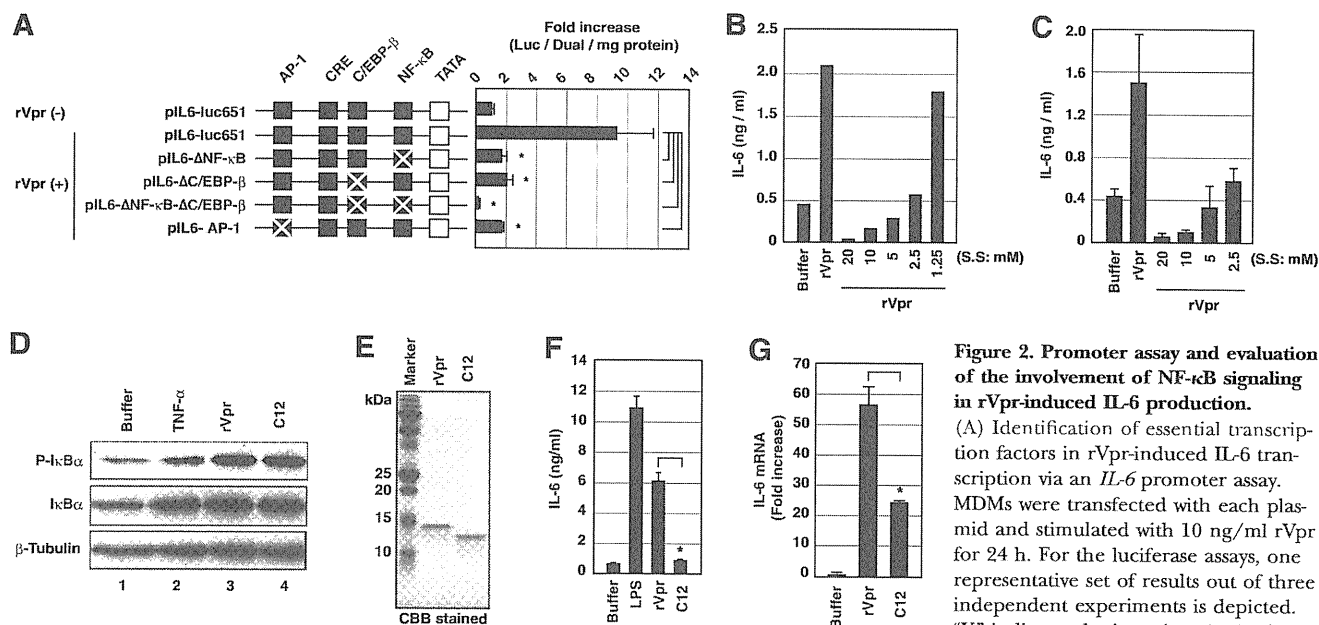 A
Fold increase
(Luc / Dual / mg protein)
AP-1
CRE
C/EBP-β
NF-κB
TATA
0
2
4
6
8
10
12
14
rVpr (-)
pIL6-luc651
rVpr (+)
pIL6-luc651
pIL6-ΔNF-κB
*
pIL6-ΔC/EBP-β
*
pIL6-ΔNF-κB-ΔC/EBP-β
*
pIL6- AP-1
*
B
IL-6 (ng / ml)
2.5
2.0
1.5
1.0
0.5
0
Buffer
rVpr
20
10
5
2.5
1.25
(S.S: mM)
rVpr
C
IL-6 (ng / ml)
2.0
1.6
1.2
0.8
0.4
0
Buffer
rVpr
20
10
5
2.5
(S.S: mM)
rVpr
D
Buffer
TNF-α
rVpr
C12
P-IκBα
IκBα
β-Tubulin
1
2
3
4
E
Marker
rVpr
C12
kDa
25
20
15
10
CBB stained
F
IL-6 (ng/ml)
14
12
10
8
6
4
2
0
*
Buffer
LPS
rVpr
C12
G
IL-6 mRNA
(Fold increase)
70
60
50
40
30
20
10
0
*
Buffer
rVpr
C12
Figure 2. Promoter assay and evaluation
of the involvement of NF-κB signaling
in rVpr-induced IL-6 production.
(A) Identification of essential transcrip-
tion factors in rVpr-induced IL-6 tran-
scription via an IL-6 promoter assay.
MDMs were transfected with each plas-
mid and stimulated with 10 ng/ml rVpr
for 24 h. For the luciferase assays, one
representative set of results out of three
independent experiments is depicted.